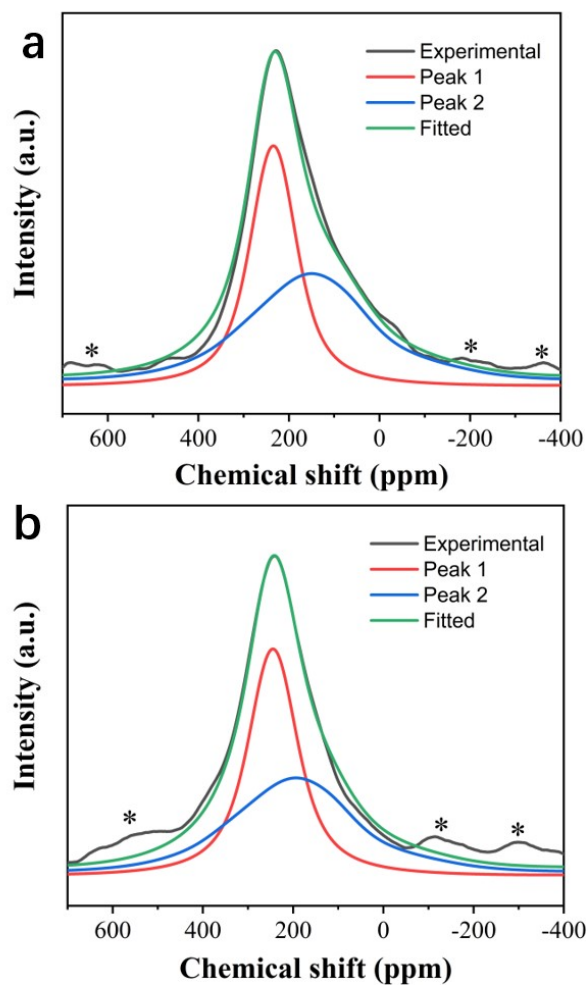 a
Experimental
Peak 1
Peak 2
Fitted
*
*
*
Intensity (a.u.)
600 400 200 0 -200 -400
Chemical shift (ppm)
b
Experimental
Peak 1
Peak 2
Fitted
*
*
*
Intensity (a.u.)
600 400 200 0 -200 -400
Chemical shift (ppm)